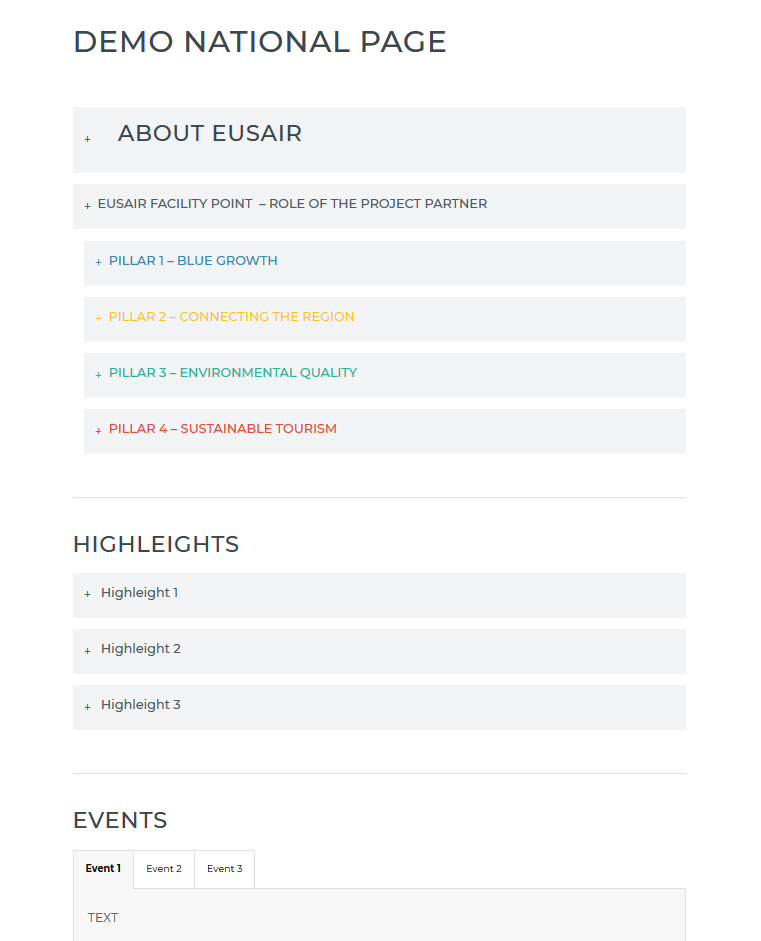 DEMO NATIONAL PAGE
+ ABOUT EUSAIR
+ EUSAIR FACILITY POINT – ROLE OF THE PROJECT PARTNER
+ PILLAR 1 – BLUE GROWTH
+ PILLAR 2 – CONNECTING THE REGION
+ PILLAR 3 – ENVIRONMENTAL QUALITY
+ PILLAR 4 – SUSTAINABLE TOURISM
HIGHLEIGHTS
+ Highleight 1
+ Highleight 2
+ Highleight 3
EVENTS
Event 1 Event 2 Event 3
TEXT